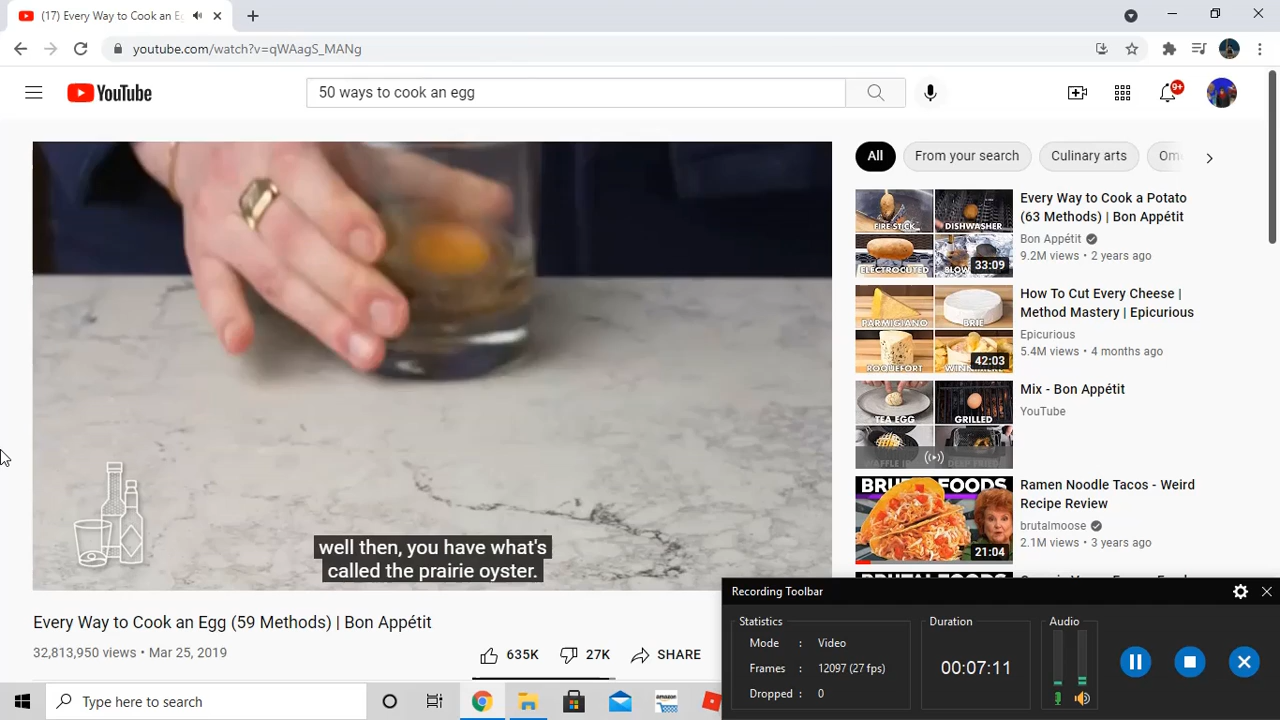 (17) Every Way to Cook an Eg
youtube.com/watch?v=qWAagS_MANg
YouTube
50 ways to cook an egg
9+
All
From your search
Culinary arts
Om
FIRE STICK
DISHWASHER
ELECTROCUTED
33:09
Every Way to Cook a Potato
(63 Methods) | Bon Appétit
Bon Appétit
9.2M views • 2 years ago
PARMIGIANO
BRIE
ROQUEFORT
42:03
How To Cut Every Cheese |
Method Mastery | Epicurious
Epicurious
5.4M views • 4 months ago
TEA EGG
GRILLED
Mix - Bon Appétit
YouTube
BRUTALFOODS
21:04
Ramen Noodle Tacos - Weird
Recipe Review
brutalmoose
2.1M views • 3 years ago
well then, you have what's
called the prairie oyster.
Every Way to Cook an Egg (59 Methods) | Bon Appétit
32,813,950 views • Mar 25, 2019
635K
27K
SHARE
Recording Toolbar
Statistics
Mode : Video
Frames : 12097 (27 fps)
Dropped : 0
Duration
00:07:11
Audio
Type here to search